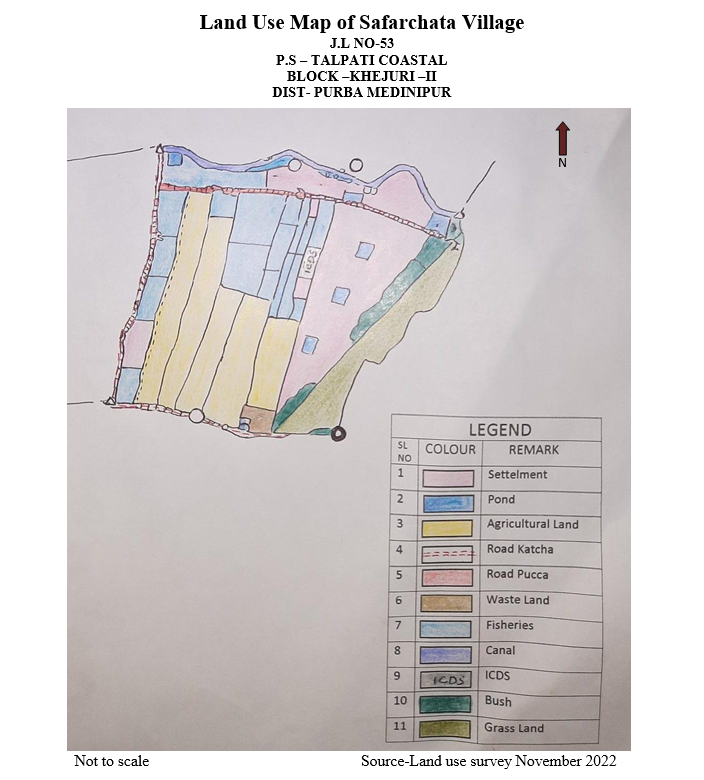 Land Use Map of Safarchata Village
J.L NO-53
P.S – TALPATI COASTAL
BLOCK –KHEJURI –II
DIST- PURBA MEDINIPUR
N
ICDS
LEGEND
SL NO COLOUR REMARK
1 Settelment
2 Pond
3 Agricultural Land
4 Road Katcha
5 Road Pucca
6 Waste Land
7 Fisheries
8 Canal
9 ICDS ICDS
10 Bush
11 Grass Land
Not to scale
Source-Land use survey November 2022